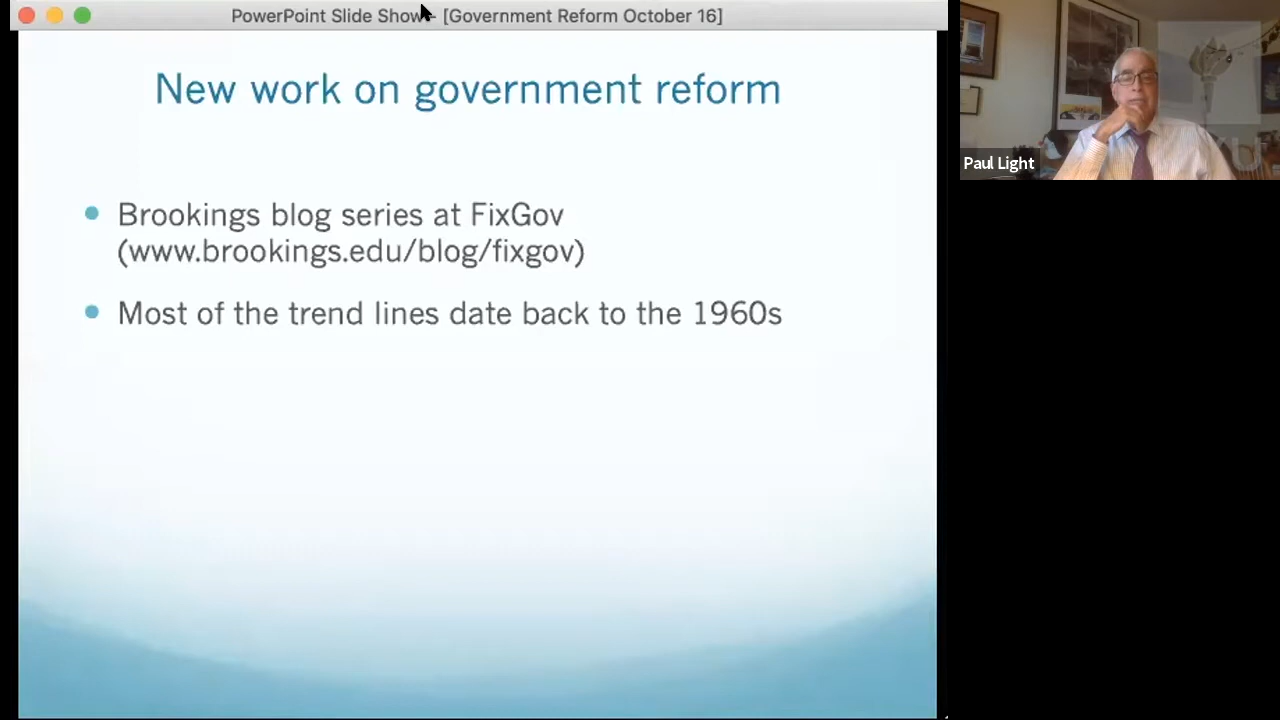 PowerPoint Slide Show - [Government Reform October 16]
New work on government reform
Brookings blog series at FixGov
(www.brookings.edu/blog/fixgov)
Most of the trend lines date back to the 1960s
Paul Light